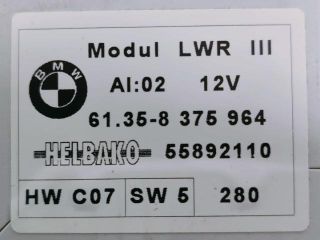 BMW
Modul LWR III
AI:02 12V
61.35-8 375 964
HELBAKO 55892110
HW C07 SW 5 280